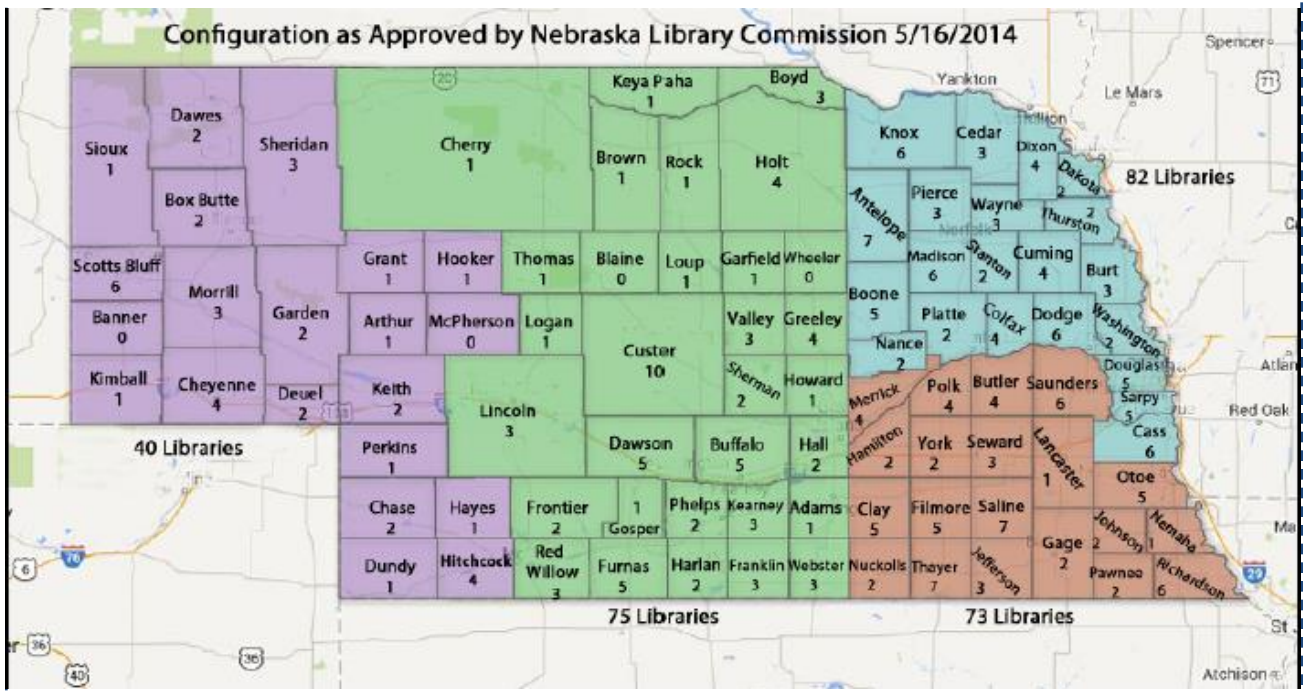 Configuration as Approved by Nebraska Library Commission 5/16/2014
Spencer
20
Yankton
71
Le Mars
Keya Paha
1
Boyd
3
Dawes
2
Sioux
1
Sheridan
3
Cherry
1
Brown
1
Rock
1
Holt
4
Knox
6
Cedar
3
Dixon
4
Dakota
2
82 Libraries
Box Butte
2
Antelope
7
Pierce
3
Wayne
3
Thurston
2
Norfolk
Scotts Bluff
6
Morrill
3
Garden
2
Grant
1
Hooker
1
Thomas
1
Blaine
0
Loup
1
Garfield
1
Wheeler
0
Madison
6
Stanton
2
Cuming
4
Burt
3
Boone
5
Banner
0
Arthur
1
McPherson
0
Logan
1
Custer
10
Valley
3
Greeley
4
Platte
2
Colfax
4
Dodge
6
Washington
2
Nance
2
Douglas
5
Kimball
1
Cheyenne
4
Deuel
2
Keith
2
Lincoln
3
Sherman
2
Howard
1
Merrick
4
Polk
4
Butler
4
Saunders
6
Sarpy
5
Red Oak
Cass
6
40 Libraries
Perkins
1
Dawson
5
Buffalo
5
Hall
2
Hamilton
2
York
2
Seward
3
Lancaster
1
Otoe
5
Chase
2
Hayes
1
Frontier
2
1
Gosper
Phelps
2
Kearney
3
Adams
1
Clay
5
Filmore
5
Saline
7
Gage
2
Johnson
2
Nemaha
1
76
6
Dundy
1
Hitchcock
4
Red
Willow
3
Furnas
5
Harlan
2
Franklin
3
Webster
3
Nuckolls
2
Thayer
7
Jefferson
3
Pawnee
2
Richardson
6
29
75 Libraries
73 Libraries
St
36
36
40
Atchison